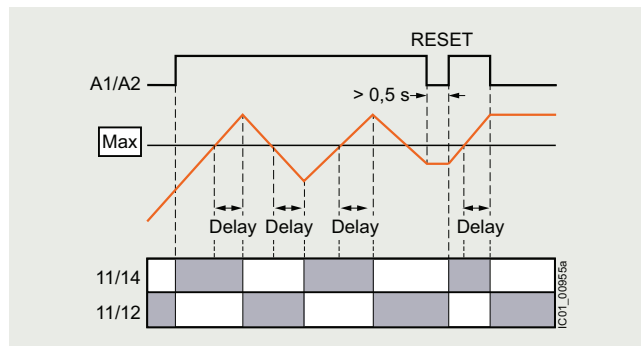 RESET
A1/A2
> 0,5 s
Max
Delay Delay Delay Delay
11/14
11/12
IC01_00955a